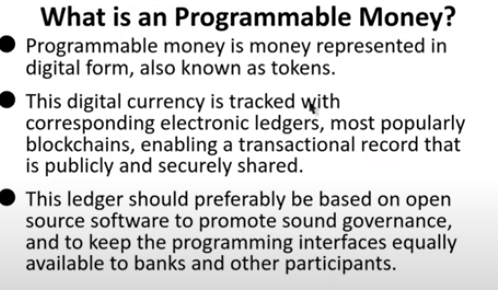 What is an Programmable Money?
● Programmable money is money represented in
digital form, also known as tokens.
● This digital currency is tracked with
corresponding electronic ledgers, most popularly
blockchains, enabling a transactional record that
is publicly and securely shared.
● This ledger should preferably be based on open
source software to promote sound governance,
and to keep the programming interfaces equally
available to banks and other participants.